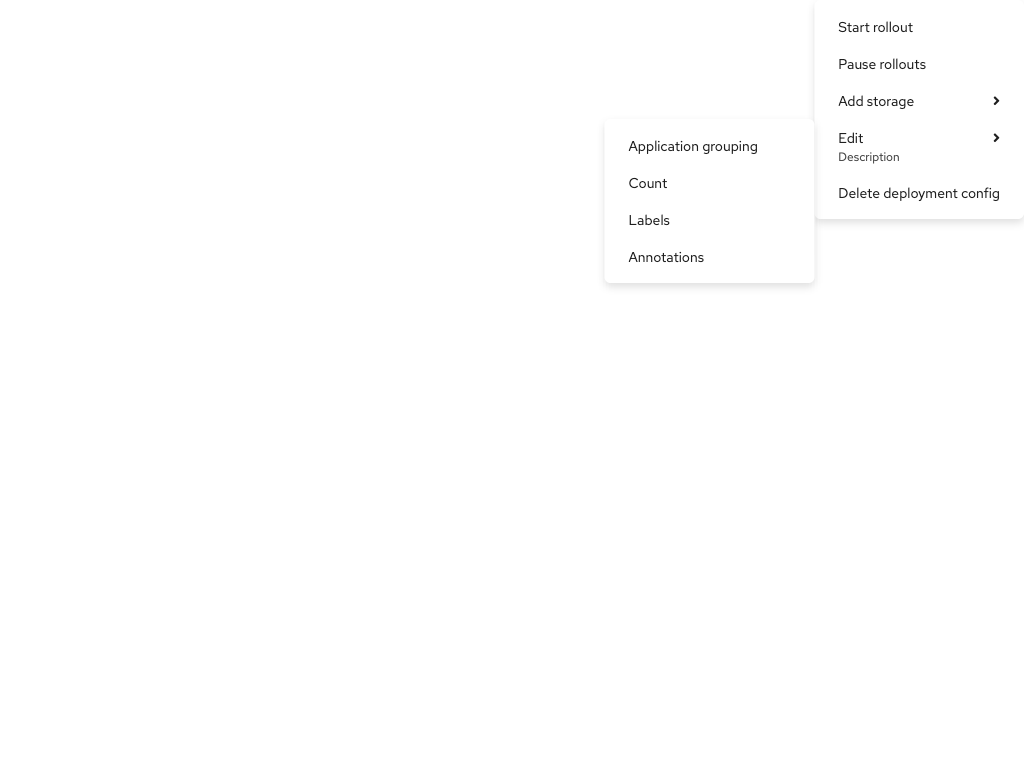 Start rollout
Pause rollouts
Add storage
Edit
Description
Delete deployment config
Application grouping
Count
Labels
Annotations